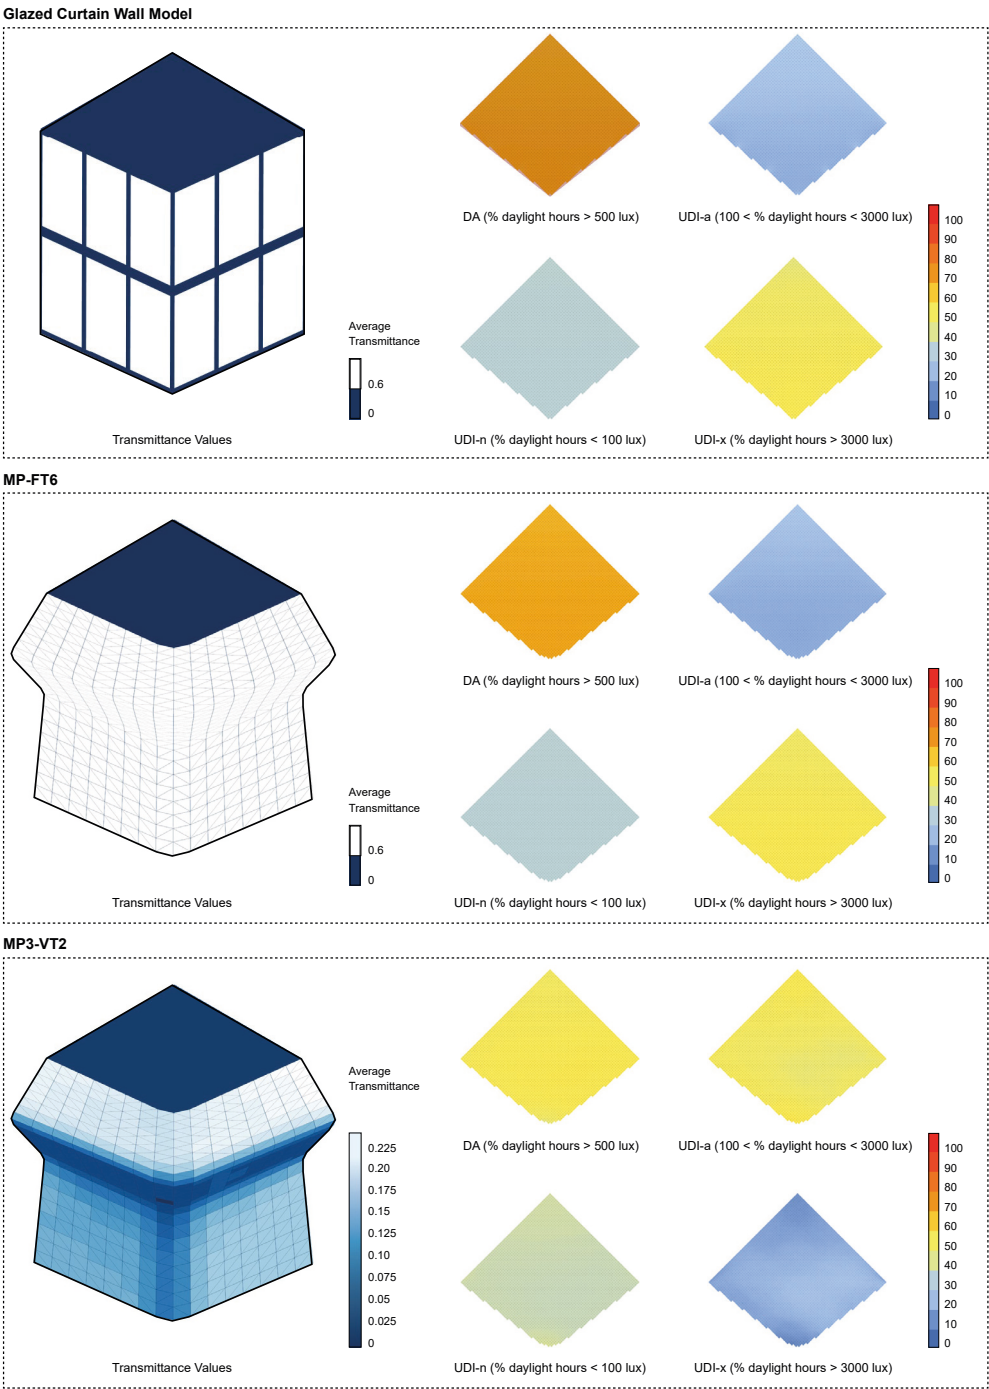 Glazed Curtain Wall Model
DA (% daylight hours > 500 lux)
UDI-a (100 < % daylight hours < 3000 lux)
100
90
80
70
60
50
40
30
20
10
0
Average
Transmittance
0.6
0
Transmittance Values
UDI-n (% daylight hours < 100 lux)
UDI-x (% daylight hours > 3000 lux)
MP-FT6
DA (% daylight hours > 500 lux)
UDI-a (100 < % daylight hours < 3000 lux)
100
90
80
70
60
50
40
30
20
10
0
Average
Transmittance
0.6
0
Transmittance Values
UDI-n (% daylight hours < 100 lux)
UDI-x (% daylight hours > 3000 lux)
MP3-VT2
Average
Transmittance
0.225
0.20
0.175
0.15
0.125
0.10
0.075
0.05
0.025
0
DA (% daylight hours > 500 lux)
UDI-a (100 < % daylight hours < 3000 lux)
100
90
80
70
60
50
40
30
20
10
0
Transmittance Values
UDI-n (% daylight hours < 100 lux)
UDI-x (% daylight hours > 3000 lux)